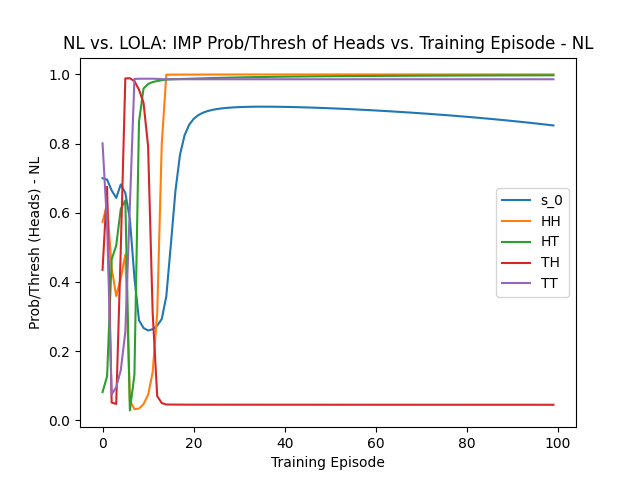 NL vs. LOLA: IMP Prob/Thresh of Heads vs. Training Episode - NL
Prob/Thresh (Heads) - NL
1.0
0.8
0.6
0.4
0.2
0.0
s_0
HH
HT
TH
TT
0 20 40 60 80 100
Training Episode